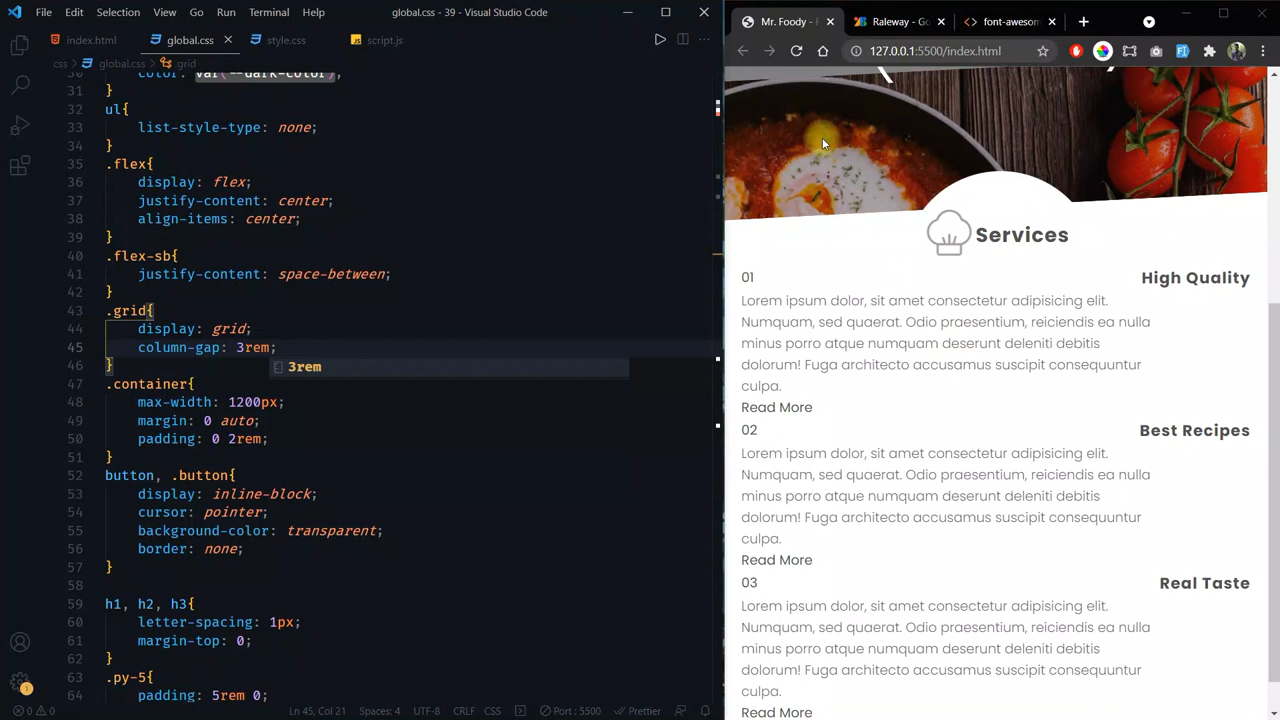 File Edit Selection View Go Run Terminal Help global.css - 39 - Visual Studio Code
index.html global.css style.css script.js
css > global.css > grid
30 color: var(--dark-color);
31 }
32 ul{
33 list-style-type: none;
34 }
35 .flex{
36 display: flex;
37 justify-content: center;
38 align-items: center;
39 }
40 .flex-sb{
41 justify-content: space-between;
42 }
43 .grid{
44 display: grid;
45 column-gap: 3rem;
46 }
3rem
47 .container{
48 max-width: 1200px;
49 margin: 0 auto;
50 padding: 0 2rem;
51 }
52 button, .button{
53 display: inline-block;
54 cursor: pointer;
55 background-color: transparent;
56 border: none;
57 }
58
59 h1, h2, h3{
60 letter-spacing: 1px;
61 margin-top: 0;
62 }
63 .py-5{
64 padding: 5rem 0;
0 0 Ln 45, Col 21 Spaces: 4 UTF-8 CRLF CSS Port : 5500 Prettier
1
Mr. Foody - Raleway - Go font-awesom
127.0.0.1:5500/index.html
Services
01 High Quality
Lorem ipsum dolor, sit amet consectetur adipisicing elit.
Numquam, sed quaerat. Odio praesentium, reiciendis ea nulla
minus porro atque numquam deserunt deleniti debitis
dolorum! Fuga architecto accusamus suscipit consequuntur
culpa.
Read More
02 Best Recipes
Lorem ipsum dolor, sit amet consectetur adipisicing elit.
Numquam, sed quaerat. Odio praesentium, reiciendis ea nulla
minus porro atque numquam deserunt deleniti debitis
dolorum! Fuga architecto accusamus suscipit consequuntur
culpa.
Read More
03 Real Taste
Lorem ipsum dolor, sit amet consectetur adipisicing elit.
Numquam, sed quaerat. Odio praesentium, reiciendis ea nulla
minus porro atque numquam deserunt deleniti debitis
dolorum! Fuga architecto accusamus suscipit consequuntur
culpa.
Read More